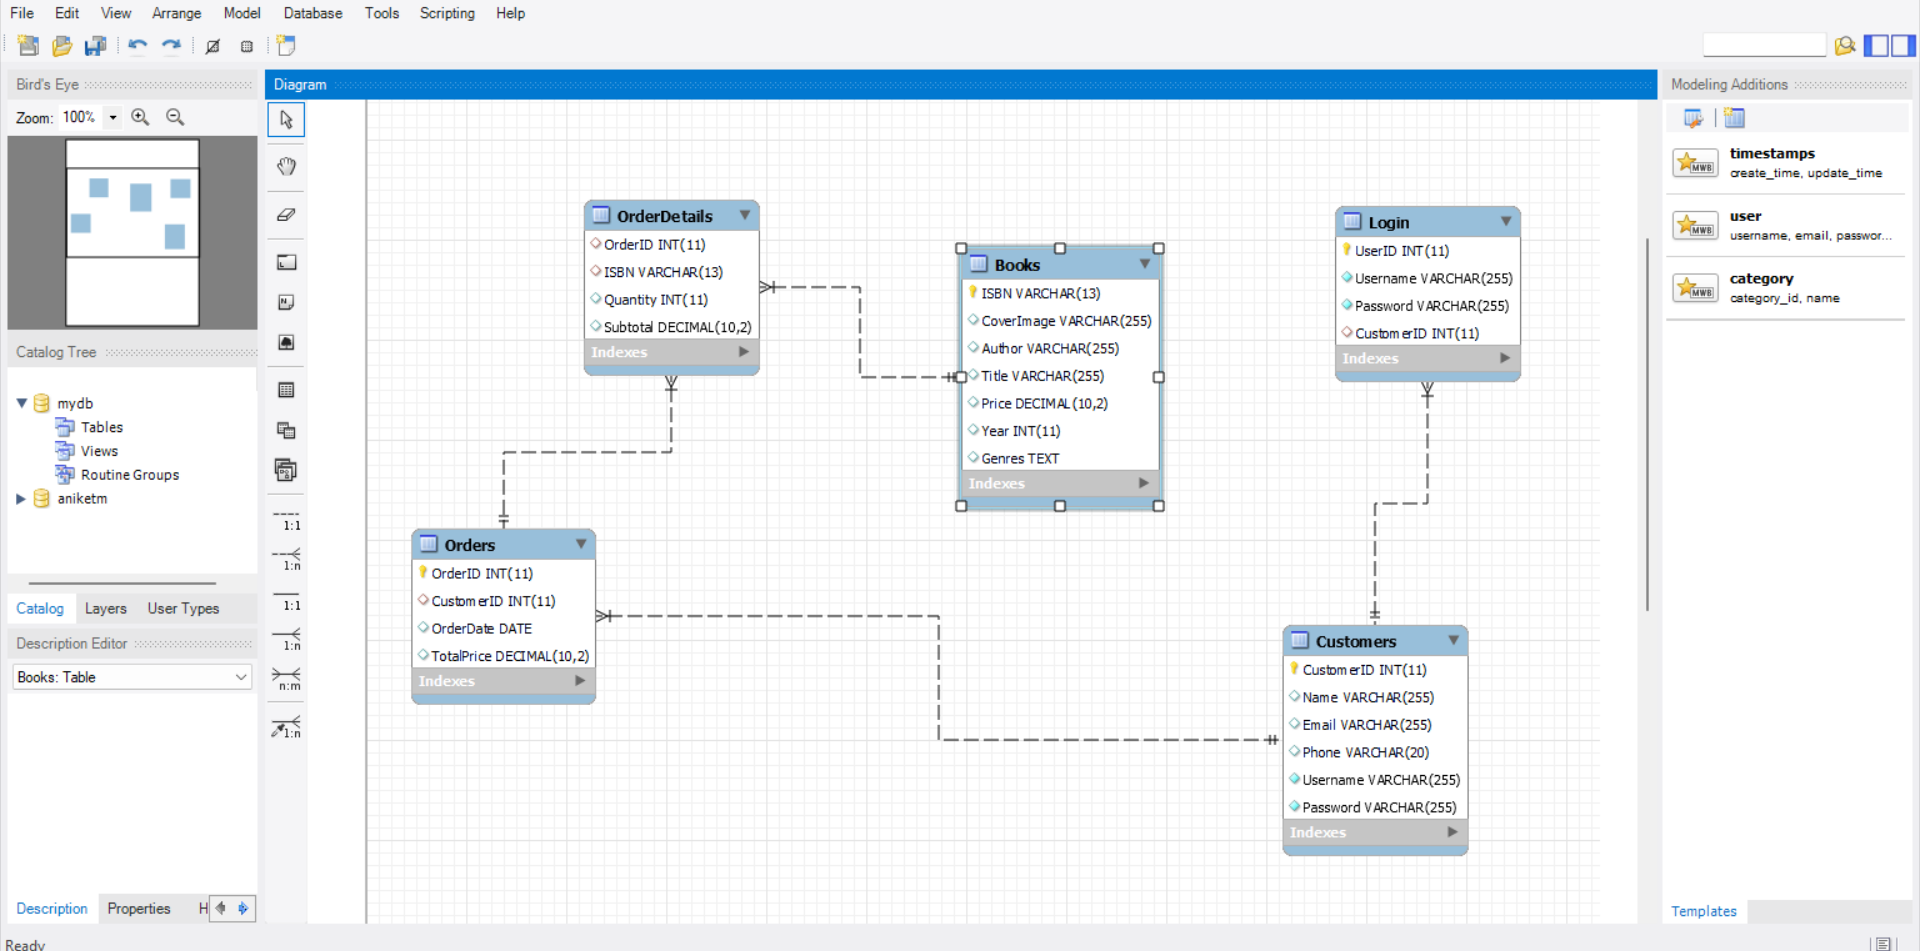 File Edit View Arrange Model Database Tools Scripting Help
Bird's Eye
Zoom: 100%
Catalog Tree
mydb
Tables
Views
Routine Groups
aniketm
Catalog Layers User Types
Description Editor
Books: Table
Description Properties H
Ready
Diagram
1:1
1:n
1:1
1:n
n:m
1:n
OrderDetails
OrderID INT(11)
ISBN VARCHAR(13)
Quantity INT(11)
Subtotal DECIMAL(10,2)
Indexes
Books
ISBN VARCHAR(13)
CoverImage VARCHAR(255)
Author VARCHAR(255)
Title VARCHAR(255)
Price DECIMAL(10,2)
Year INT(11)
Genres TEXT
Indexes
Login
UserID INT(11)
Username VARCHAR(255)
Password VARCHAR(255)
CustomerID INT(11)
Indexes
Orders
OrderID INT(11)
CustomerID INT(11)
OrderDate DATE
TotalPrice DECIMAL(10,2)
Indexes
Customers
CustomerID INT(11)
Name VARCHAR(255)
Email VARCHAR(255)
Phone VARCHAR(20)
Username VARCHAR(255)
Password VARCHAR(255)
Indexes
Modeling Additions
MWB
timestamps
create_time, update_time
MWB
user
username, email, passwor...
MWB
category
category_id, name
Templates